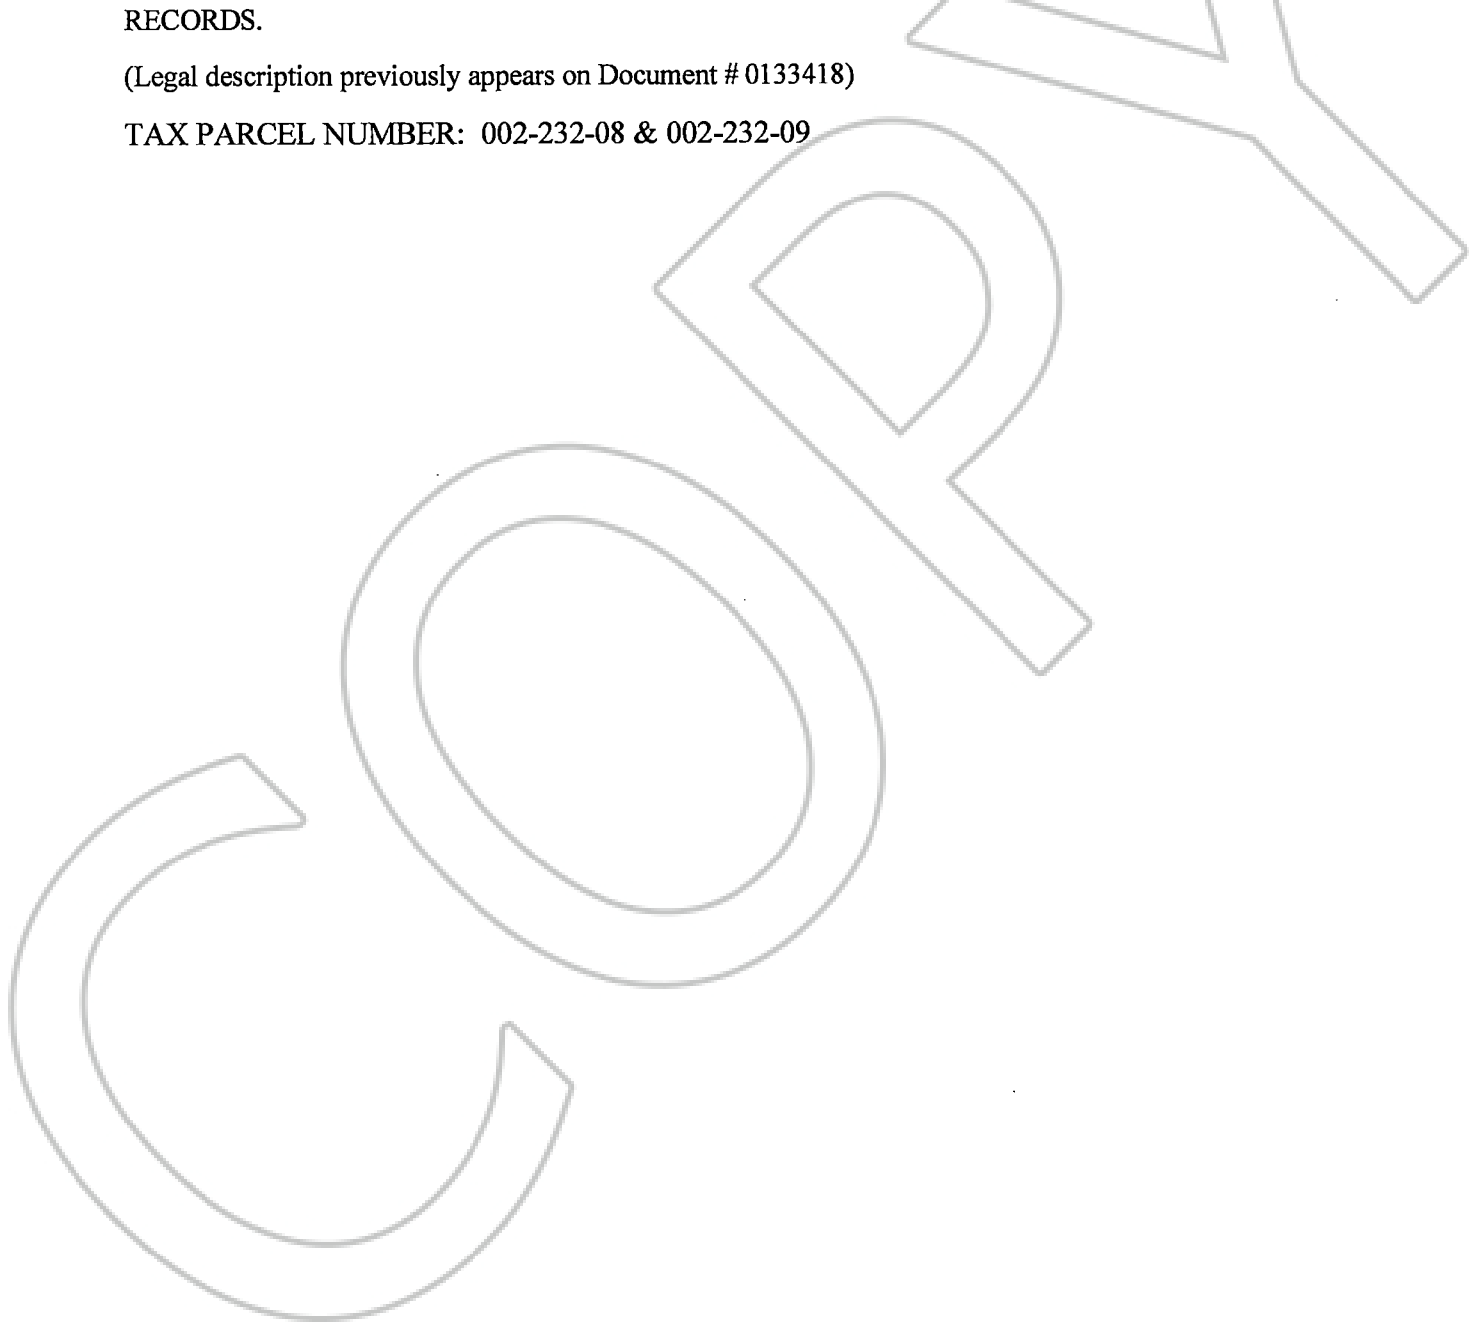 RECORDS.
(Legal description previously appears on Document # 0133418)
TAX PARCEL NUMBER: 002-232-08 & 002-232-09
COPY